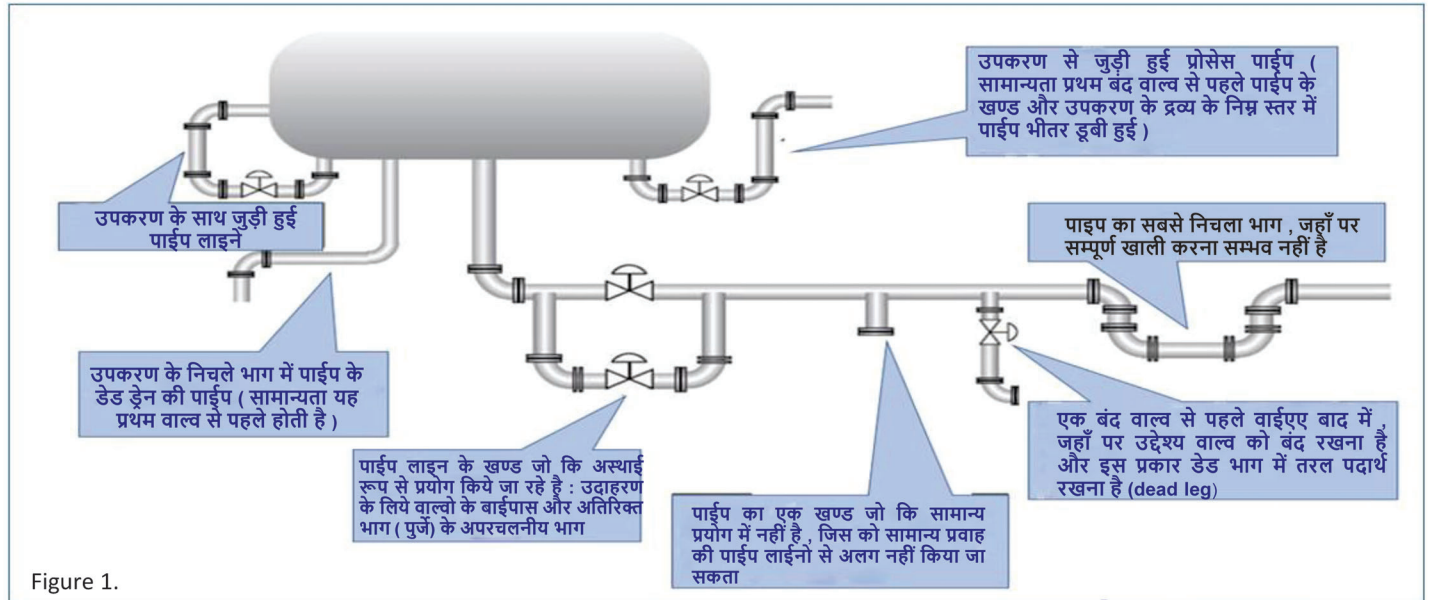 उपकरण से जुड़ी हुई प्रोसेस पाईप (
सामान्यता प्रथम बंद वाल्व से पहले पाईप के
खण्ड और उपकरण के द्रव्य के निम्न स्तर में
पाईप भीतर डूबी हुई )
उपकरण के साथ जुड़ी हुई
पाईप लाइने
पाइप का सबसे निचला भाग , जहाँ पर
सम्पूर्ण खाली करना सम्भव नहीं है
उपकरण के निचले भाग में पाईप के
डेड ड्रेन की पाईप ( सामान्यता यह
प्रथम वाल्व से पहले होती है )
एक बंद वाल्व से पहले वाईएए बाद में ,
जहाँ पर उद्देश्य वाल्व को बंद रखना है
और इस प्रकार डेड भाग में तरल पदार्थ
रखना है (dead leg)
पाईप लाइन के खण्ड जो कि अस्थाई
रूप से प्रयोग किये जा रहे है : उदाहरण
के लिये वाल्वो के बाईपास और अतिरिक्त
भाग ( पुर्जे) के अपरचलनीय भाग
पाईप का एक खण्ड जो कि सामान्य
प्रयोग में नहीं है , जिस को सामान्य प्रवाह
की पाईप लाईनो से अलग नहीं किया जा
सकता
Figure 1.